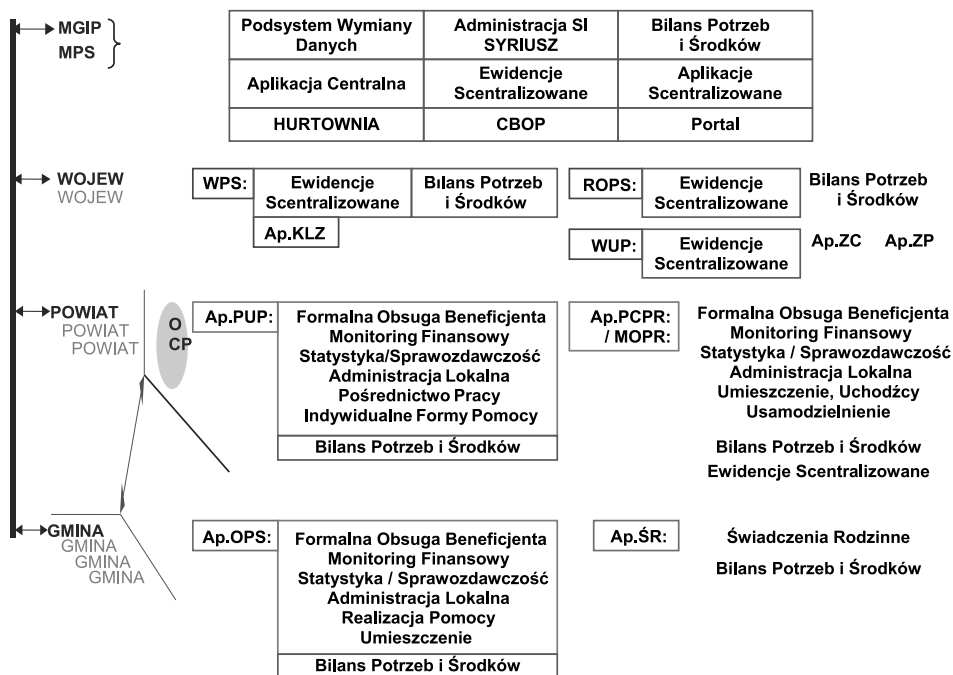 MGIP
MPS
Podsystem Wymiany
Danych
Administracja SI
SYRIUSZ
Bilans Potrzeb
i Środków
Aplikacja Centralna
Ewidencje
Scentralizowane
Aplikacje
Scentralizowane
HURTOWNIA
CBOP
Portal
WOJEW
WOJEW
WPS:
Ewidencje
Scentralizowane
Bilans Potrzeb
i Środków
Ap.KLZ
ROPS:
Ewidencje
Scentralizowane
Bilans Potrzeb
i Środków
WUP:
Ewidencje
Scentralizowane
Ap.ZC
Ap.ZP
POWIAT
POWIAT
POWIAT
O
CP
Ap.PUP:
Formalna Obsuga Beneficjenta
Monitoring Finansowy
Statystyka/Sprawozdawczość
Administracja Lokalna
Pośrednictwo Pracy
Indywidualne Formy Pomocy
Bilans Potrzeb i Środków
Ap.PCPR:
/ MOPR:
Formalna Obsuga Beneficjenta
Monitoring Finansowy
Statystyka / Sprawozdawczość
Administracja Lokalna
Umieszczenie, Uchodźcy
Usamodzielnienie
Bilans Potrzeb i Środków
Ewidencje Scentralizowane
GMINA
GMINA
GMINA
GMINA
Ap.OPS:
Formalna Obsuga Beneficjenta
Monitoring Finansowy
Statystyka / Sprawozdawczość
Administracja Lokalna
Realizacja Pomocy
Umieszczenie
Bilans Potrzeb i Środków
Ap.ŚR:
Świadczenia Rodzinne
Bilans Potrzeb i Środków